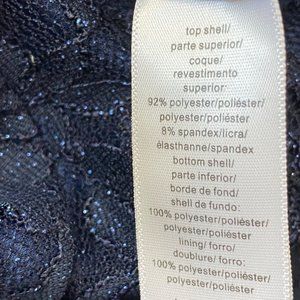 top shell/
parte superior/
coque/
revestimento
superior:
92% polyester/poliéster/
polyester/poliéster
8% spandex/licra/
élasthanne/spandex
bottom shell/
parte inferior/
borde de fond/
shell de fundo:
100% polyester/poliéster/
polyester/poliéster
lining/ forro/
doublure/ forro:
100% polyester/poliéster/
polyester/poliéster